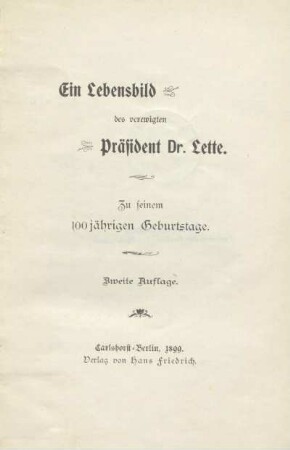 Ein Lebensbild
des verewigten
Präsident Dr. Lette.
Zu seinem
100jährigen Geburtstage.
Zweite Auflage.
Carlshorst-Berlin, 1899.
Verlag von Hans Friedrich.